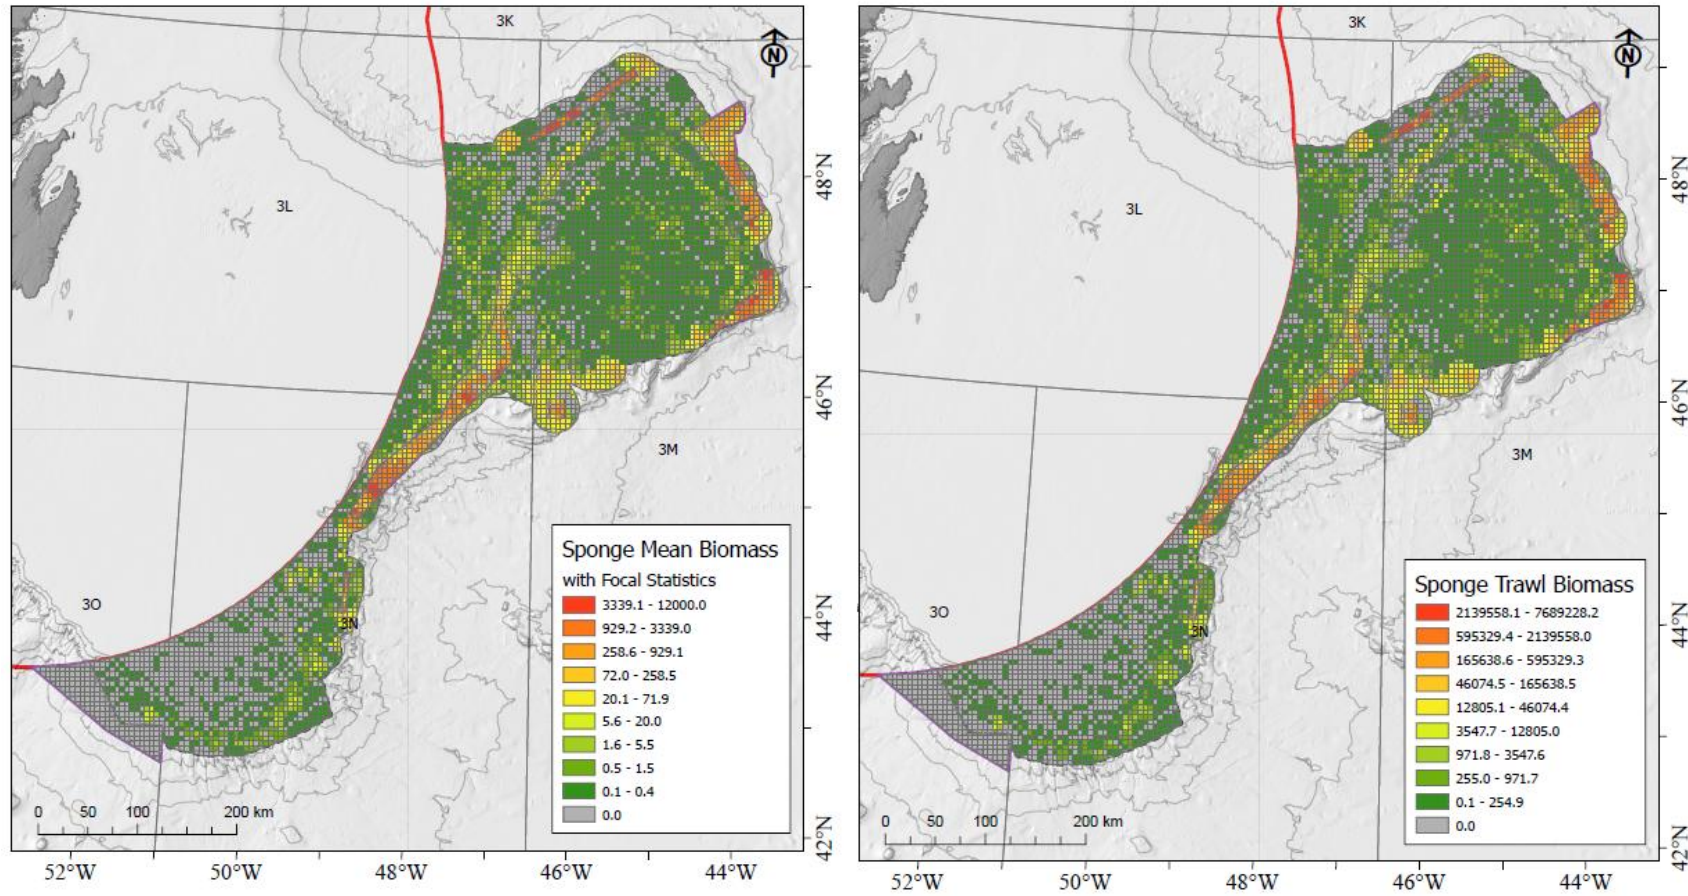 3K
N
48°N
3L
46°N
3M
Sponge Mean Biomass
with Focal Statistics
3339.1 - 12000.0
929.2 - 3339.0
258.6 - 929.1
72.0 - 258.5
20.1 - 71.9
5.6 - 20.0
1.6 - 5.5
0.5 - 1.5
0.1 - 0.4
0.0
3O
3N
44°N
0 50 100 200 km
42°N
52°W 50°W 48°W 46°W 44°W
3K
N
48°N
3L
46°N
3M
Sponge Trawl Biomass
2139558.1 - 7689228.2
595329.4 - 2139558.0
165638.6 - 595329.3
46074.5 - 165638.5
12805.1 - 46074.4
3547.7 - 12805.0
971.8 - 3547.6
255.0 - 971.7
0.1 - 254.9
0.0
3O
3N
44°N
0 50 100 200 km
42°N
52°W 50°W 48°W 46°W 44°W